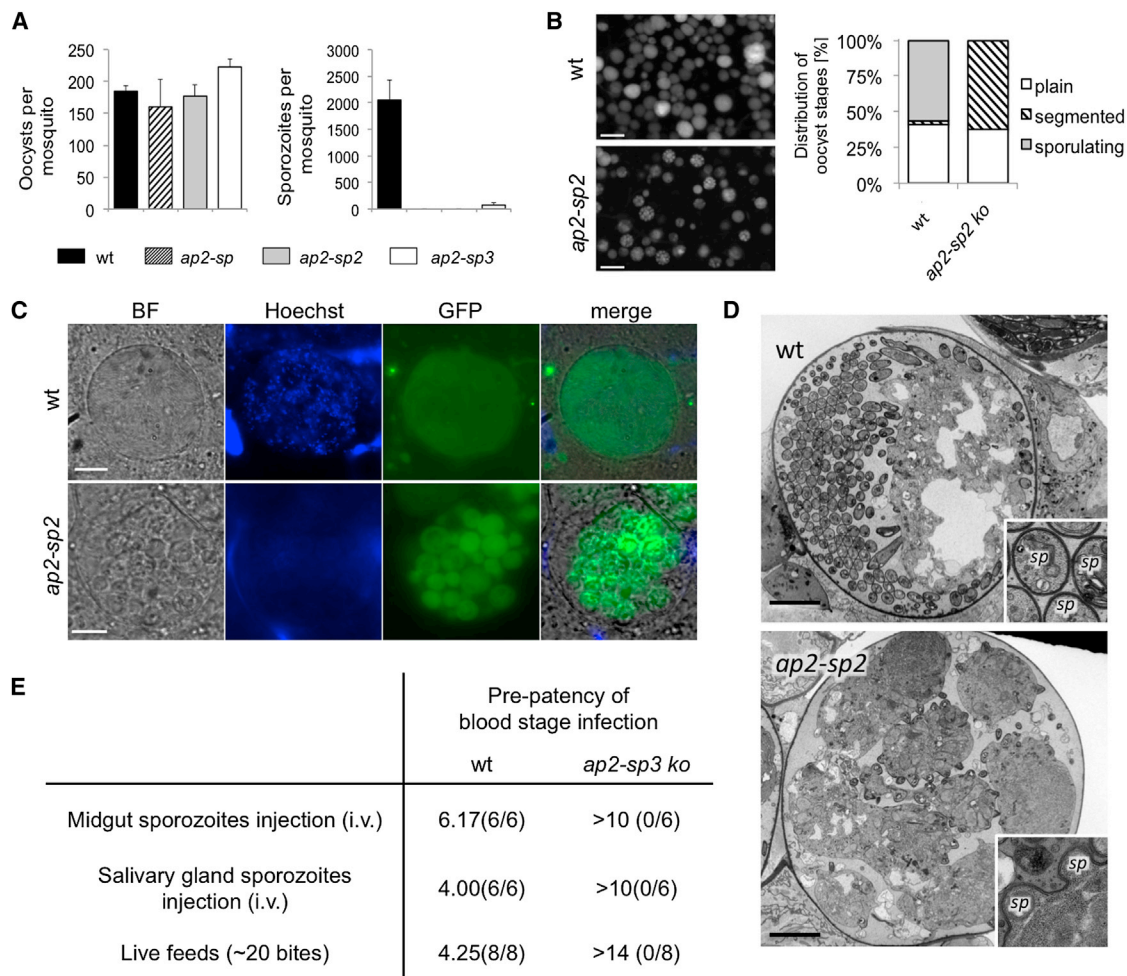 A
250
200
150
100
50
0
Oocysts per
mosquito
3000
2500
2000
1500
1000
500
0
Sporozoites per
mosquito
wt
ap2-sp
ap2-sp2
ap2-sp3
B
wt
ap2-sp2
Distribution of
oocyst stages [%]
100%
75%
50%
25%
0%
wt
ap2-sp2 ko
plain
segmented
sporulating
C
BF Hoechst GFP merge
wt
ap2-sp2
D
wt
sp
sp
sp
ap2-sp2
sp
sp
E
Pre-patency of
blood stage infection
wt ap2-sp3 ko
Midgut sporozoites injection (i.v.) 6.17(6/6) >10 (0/6)
Salivary gland sporozoites
injection (i.v.) 4.00(6/6) >10(0/6)
Live feeds (~20 bites) 4.25(8/8) >14 (0/8)